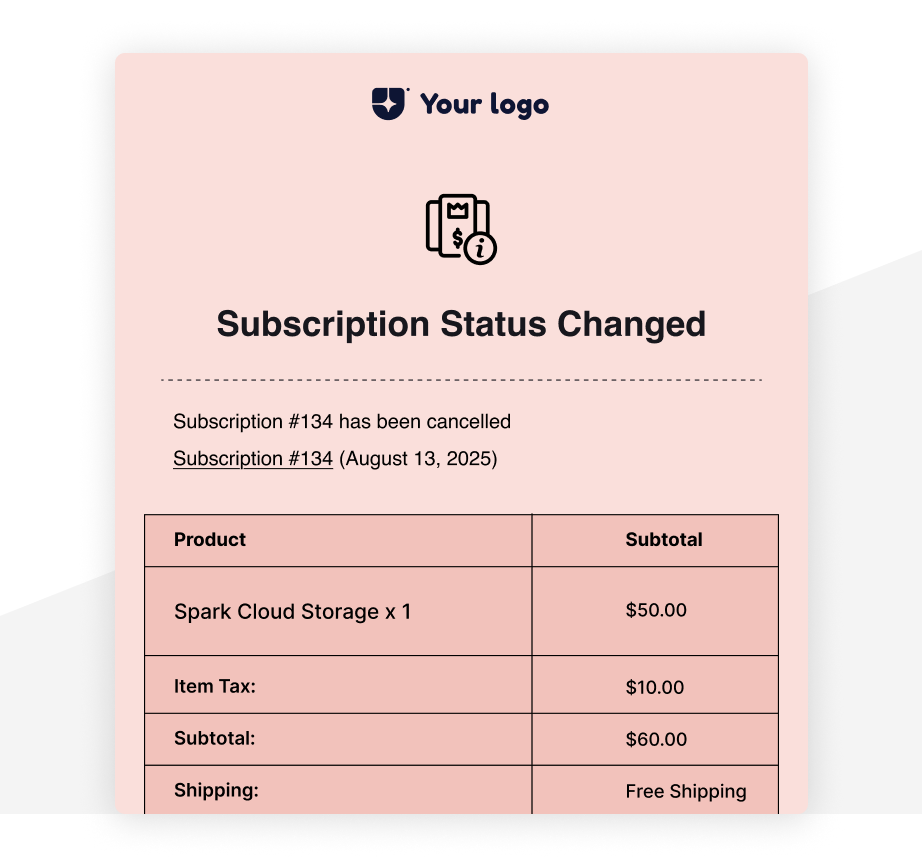 Your logo
$
i
Subscription Status Changed
Subscription #134 has been cancelled
Subscription #134 (August 13, 2025)
Product Subtotal
Spark Cloud Storage x 1 $50.00
Item Tax: $10.00
Subtotal: $60.00
Shipping: Free Shipping